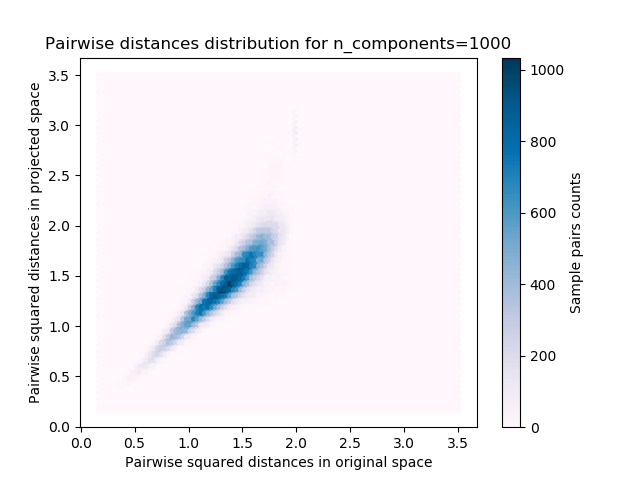 Pairwise distances distribution for n_components=1000
Pairwise squared distances in projected space
3.5
3.0
2.5
2.0
1.5
1.0
0.5
0.0
0.0 0.5 1.0 1.5 2.0 2.5 3.0 3.5
Pairwise squared distances in original space
1000
800
600
400
200
0
Sample pairs counts